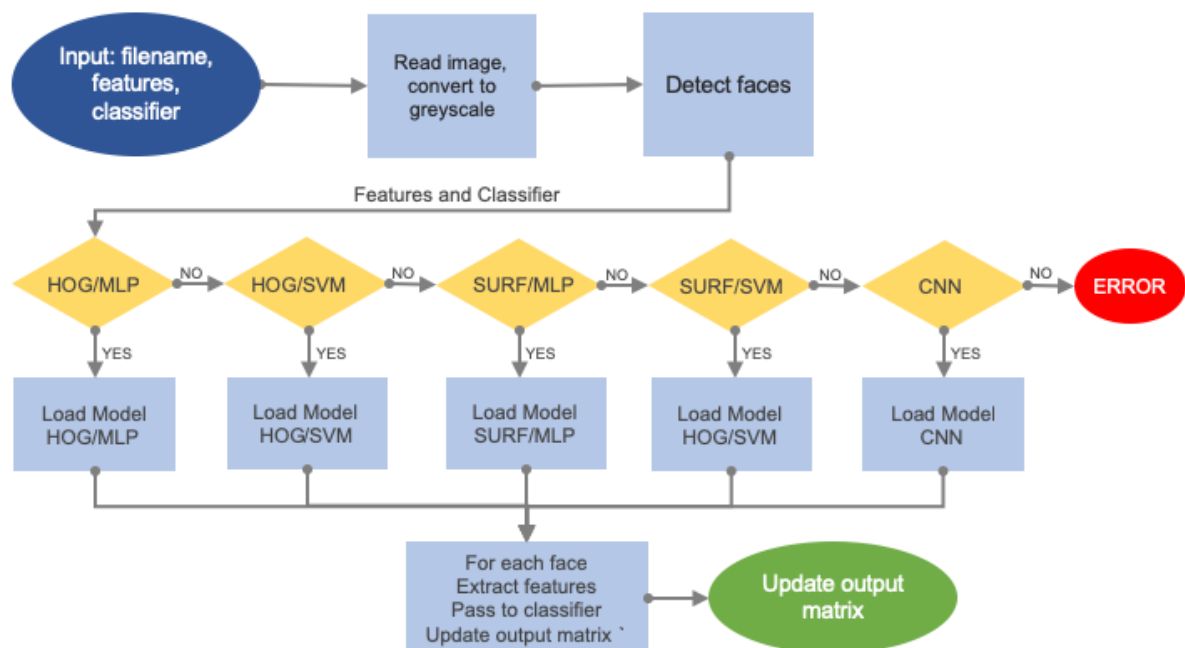 Input: filename,
features,
classifier
Read image,
convert to
greyscale
Detect faces
Features and Classifier
HOG/MLP
NO
HOG/SVM
NO
SURF/MLP
NO
SURF/SVM
NO
CNN
NO
ERROR
YES
YES
YES
YES
YES
Load Model
HOG/MLP
Load Model
HOG/SVM
Load Model
SURF/MLP
Load Model
HOG/SVM
Load Model
CNN
For each face
Extract features
Pass to classifier
Update output matrix `
Update output
matrix